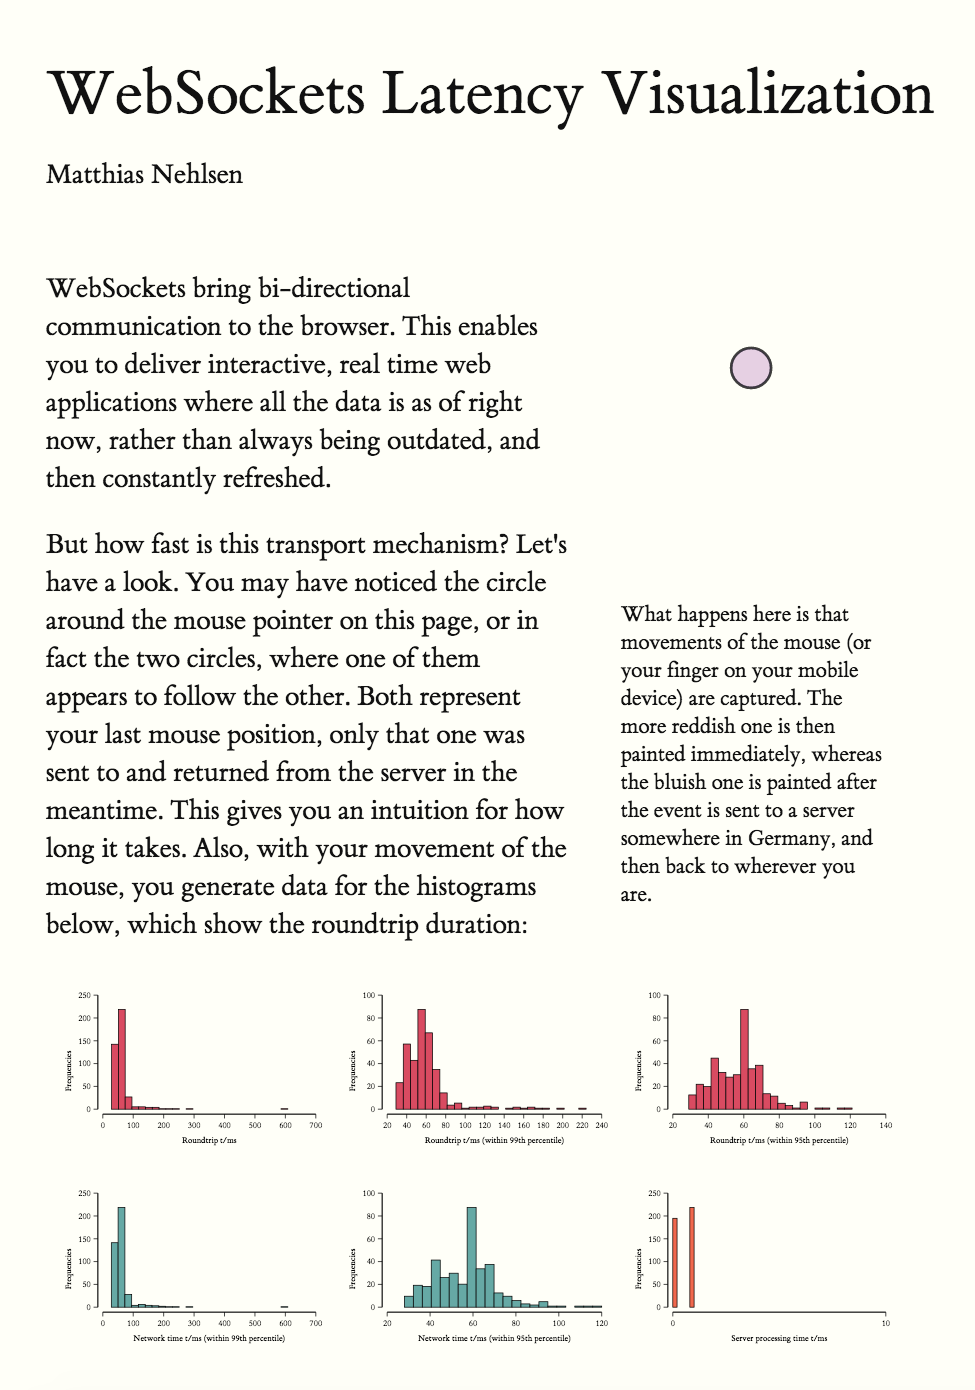 WebSockets Latency Visualization
Matthias Nehlsen
WebSockets bring bi-directional
communication to the browser. This enables
you to deliver interactive, real time web
applications where all the data is as of right
now, rather than always being outdated, and
then constantly refreshed.
But how fast is this transport mechanism? Let's
have a look. You may have noticed the circle
around the mouse pointer on this page, or in
fact the two circles, where one of them
appears to follow the other. Both represent
your last mouse position, only that one was
sent to and returned from the server in the
meantime. This gives you an intuition for how
long it takes. Also, with your movement of the
mouse, you generate data for the histograms
below, which show the roundtrip duration:
What happens here is that
movements of the mouse (or
your finger on your mobile
device) are captured. The
more reddish one is then
painted immediately, whereas
the bluish one is painted after
the event is sent to a server
somewhere in Germany, and
then back to wherever you
are.
250
200
150
100
50
0
Frequencies
0 100 200 300 400 500 600 700
Roundtrip t/ms
100
80
60
40
20
0
Frequencies
20 40 60 80 100 120 140 160 180 200 220 240
Roundtrip t/ms (within 99th percentile)
100
80
60
40
20
0
Frequencies
20 40 60 80 100 120 140
Roundtrip t/ms (within 95th percentile)
250
200
150
100
50
0
Frequencies
0 100 200 300 400 500 600 700
Network time t/ms (within 99th percentile)
100
80
60
40
20
0
Frequencies
20 40 60 80 100 120
Network time t/ms (within 95th percentile)
250
200
150
100
50
0
Frequencies
0 10
Server processing time t/ms